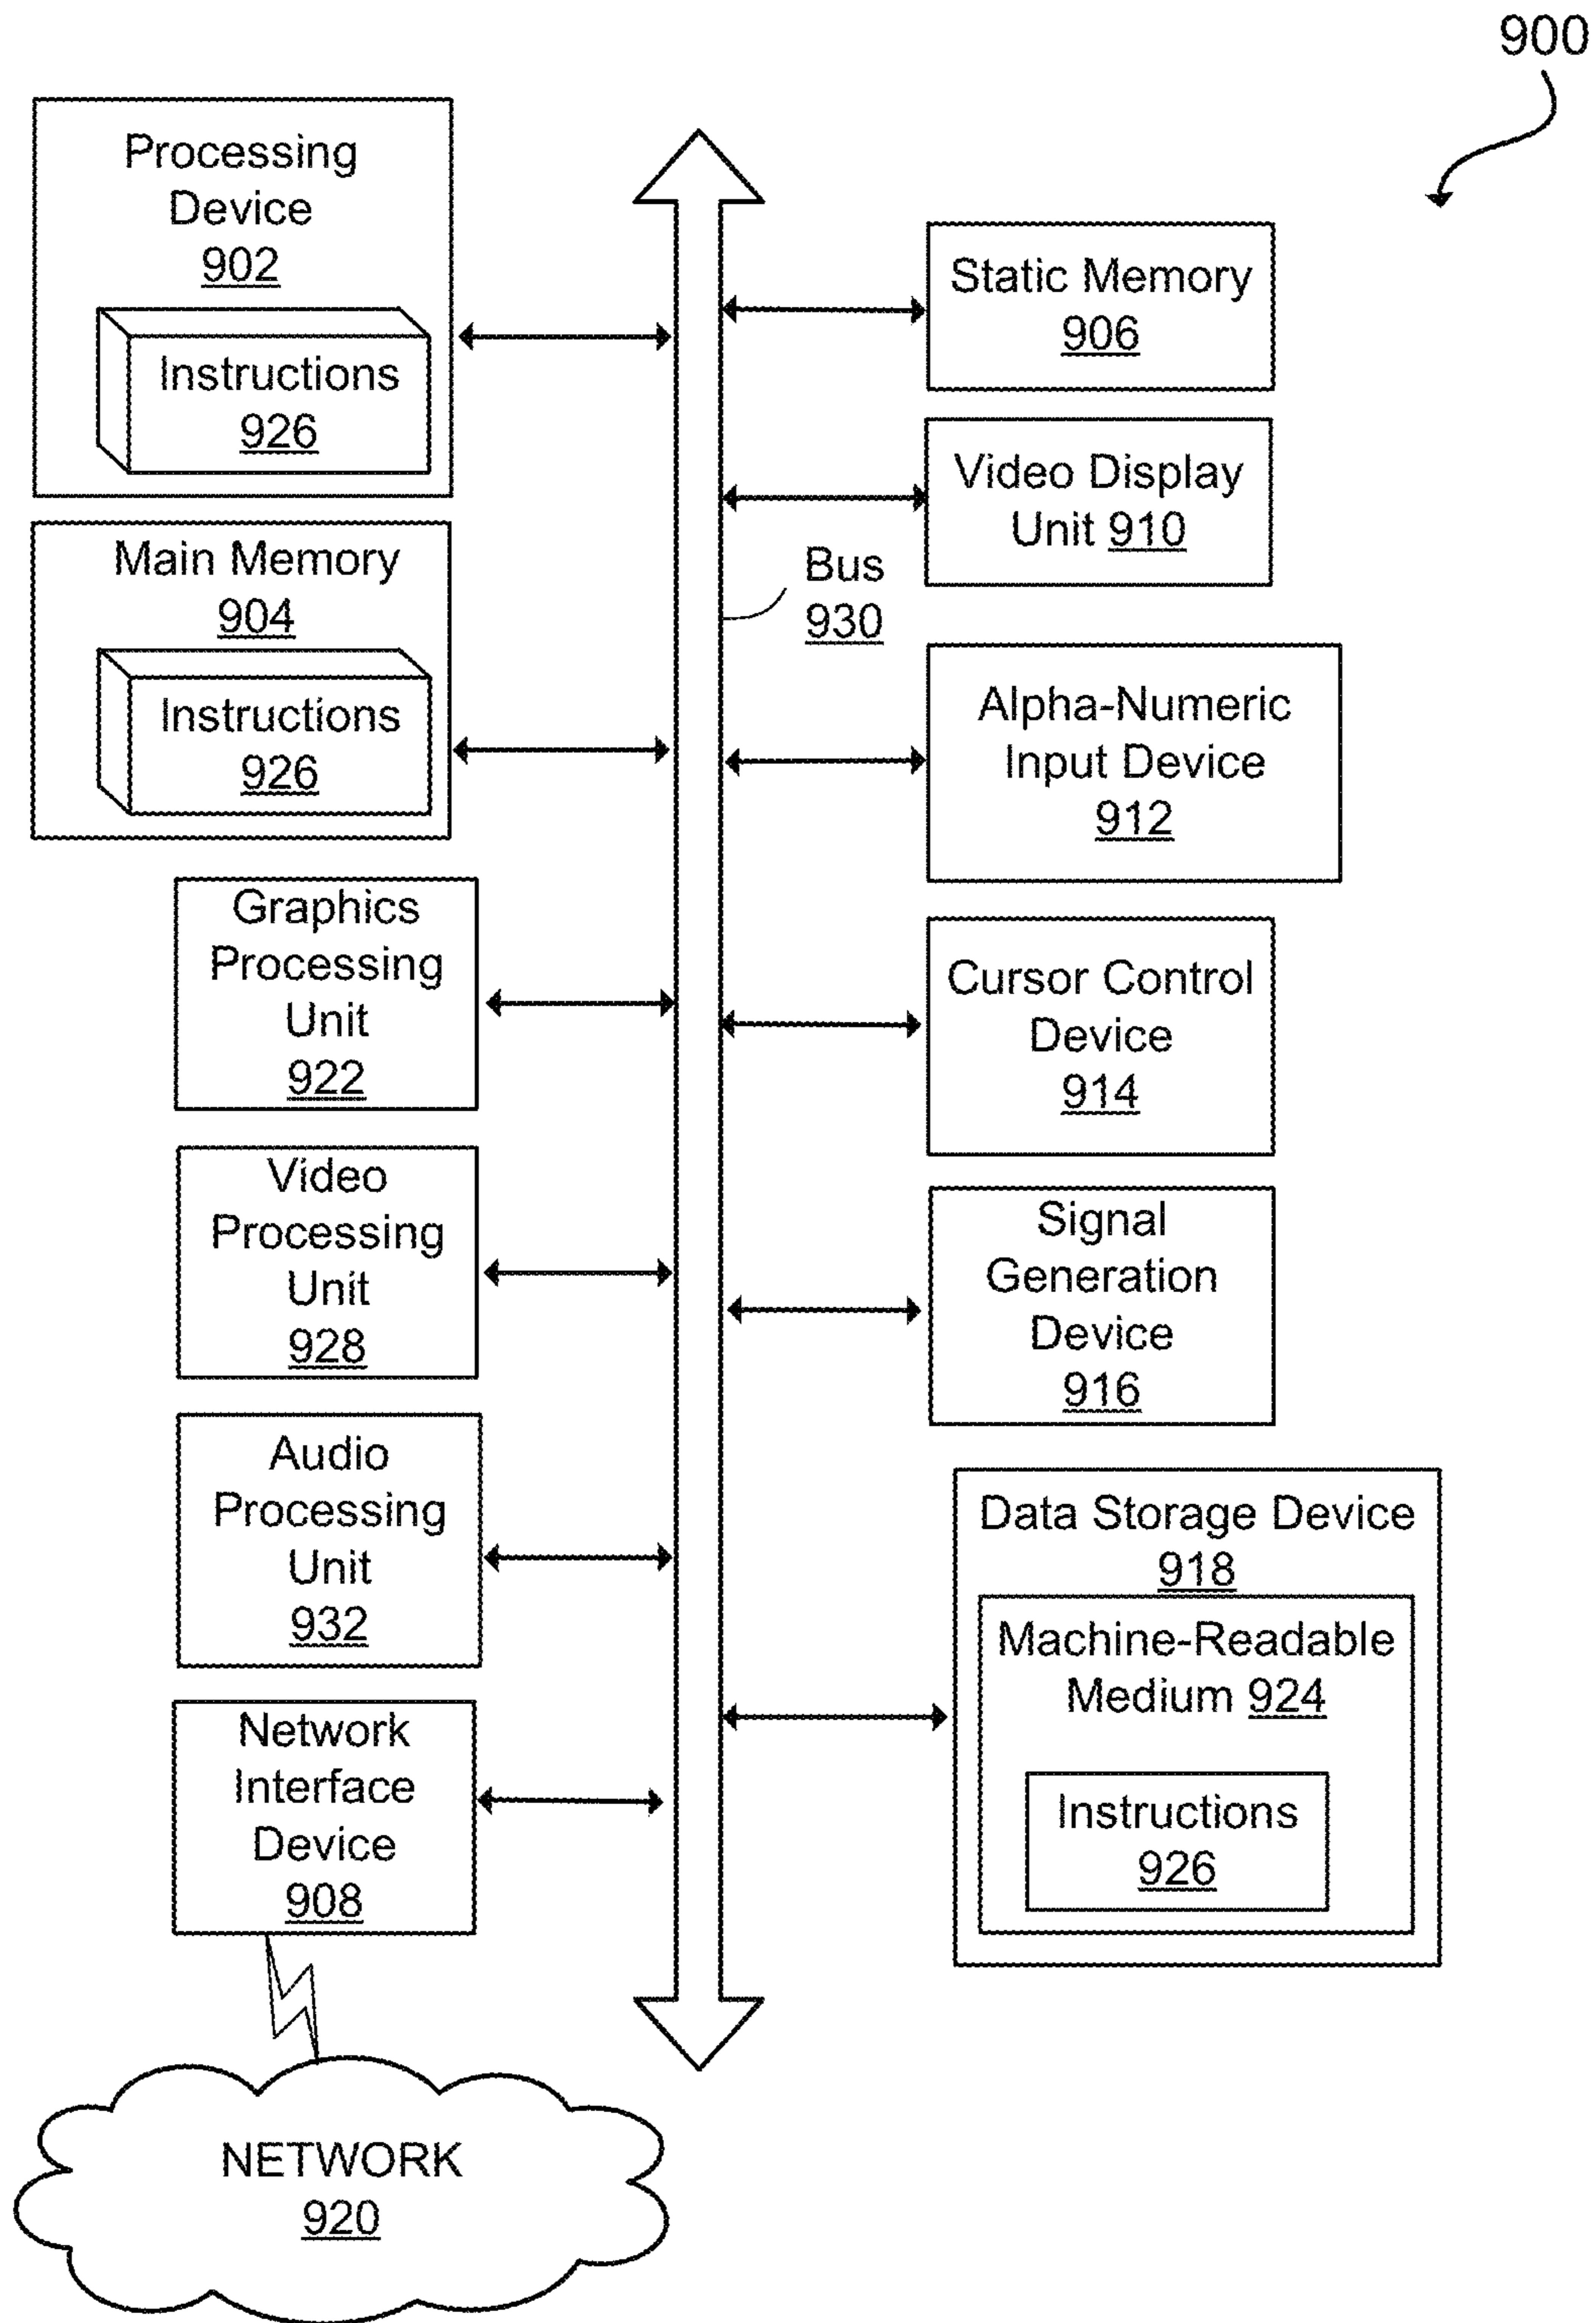 900
Processing
Device
902
Instructions
926
Main Memory
904
Instructions
926
Graphics
Processing
Unit
922
Video
Processing
Unit
928
Audio
Processing
Unit
932
Network
Interface
Device
908
NETWORK
920
Bus
930
Static Memory
906
Video Display
Unit 910
Alpha-Numeric
Input Device
912
Cursor Control
Device
914
Signal
Generation
Device
916
Data Storage Device
918
Machine-Readable
Medium 924
Instructions
926